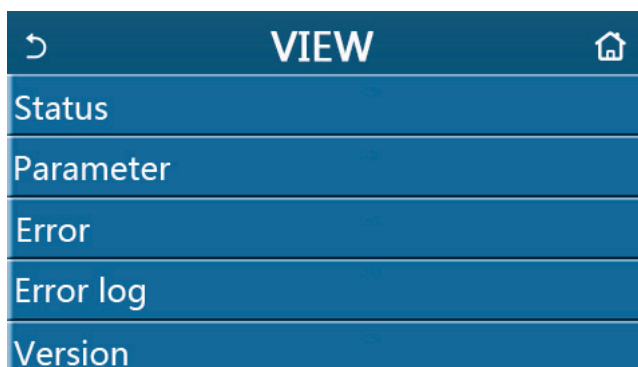 VIEW
Status
Parameter
Error
Error log
Version